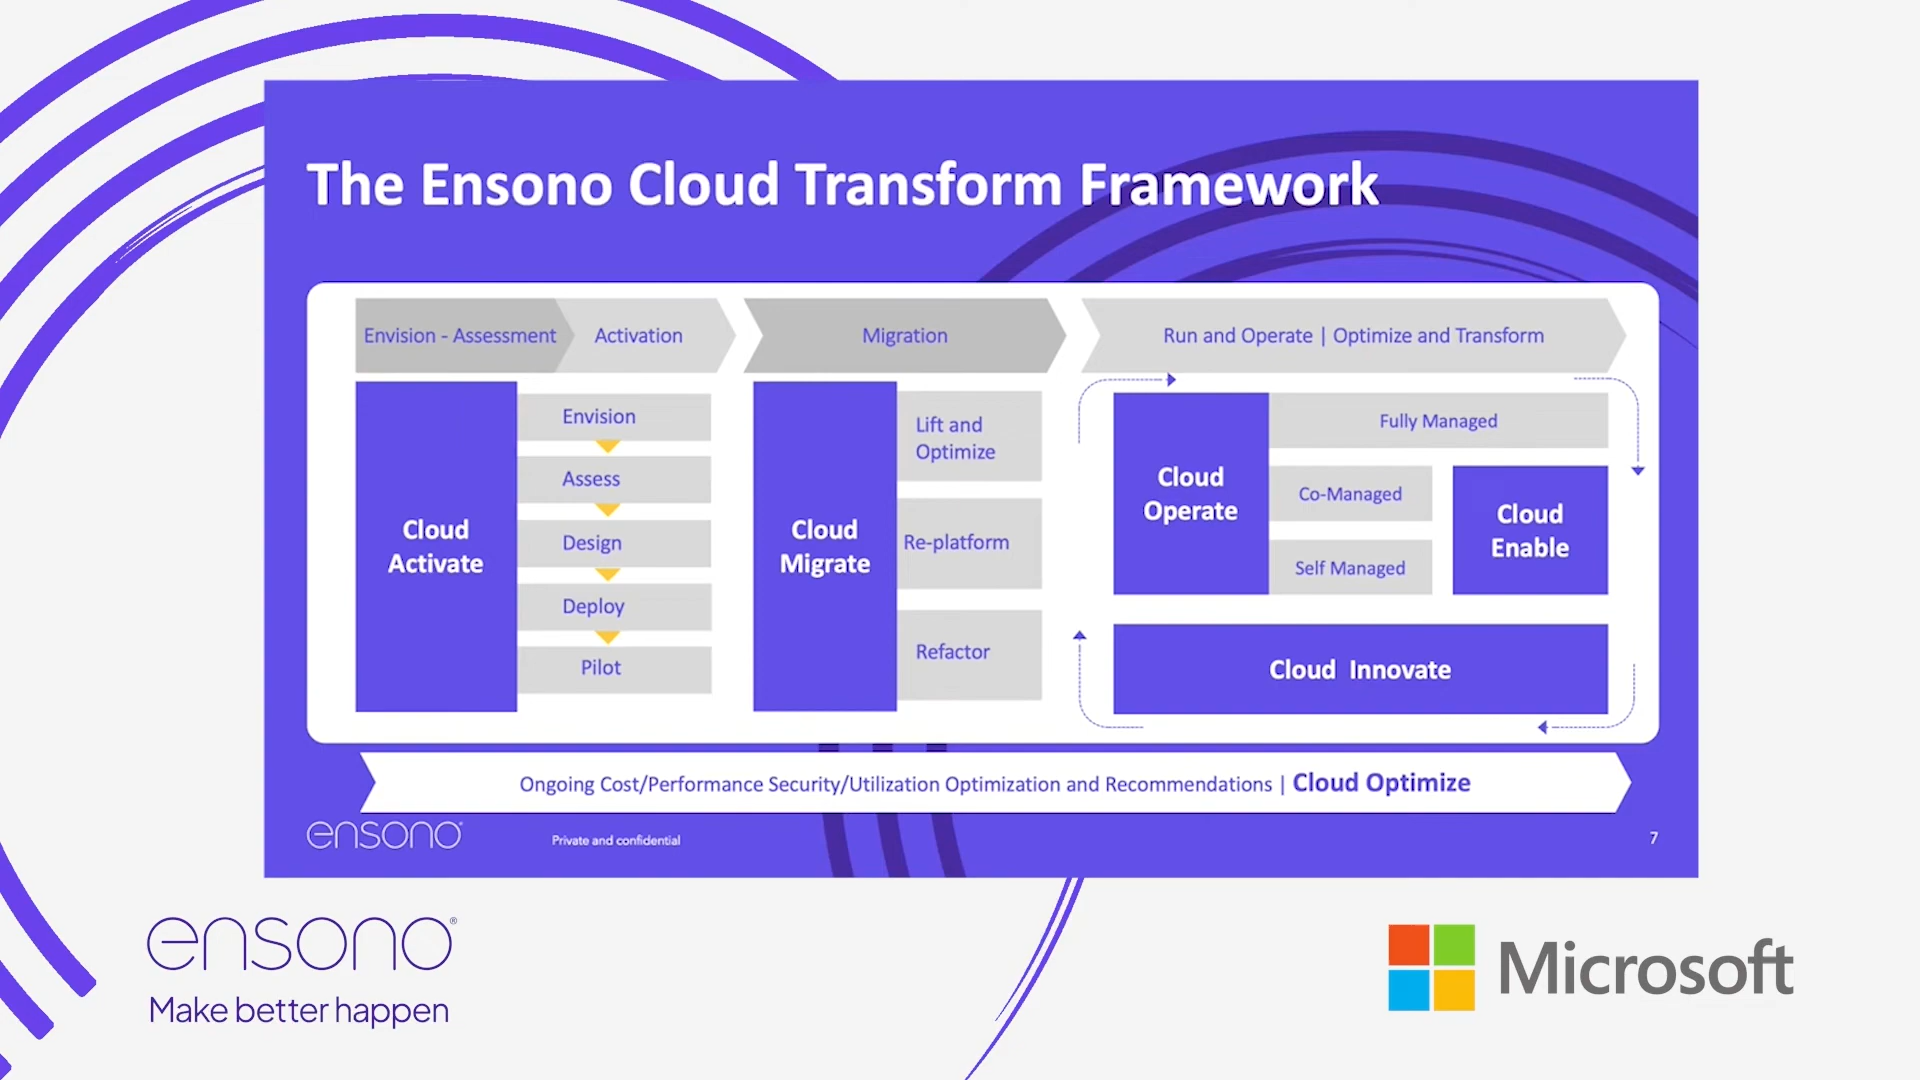 The Ensono Cloud Transform Framework
Envision - Assessment
Activation
Migration
Run and Operate | Optimize and Transform
Cloud
Activate
Envision
Assess
Design
Deploy
Pilot
Cloud
Migrate
Lift and
Optimize
Re-platform
Refactor
Cloud
Operate
Fully Managed
Co-Managed
Self Managed
Cloud
Enable
Cloud Innovate
Ongoing Cost/Performance Security/Utilization Optimization and Recommendations | Cloud Optimize
ensono®
Private and confidential
7
ensono®
Make better happen
Microsoft